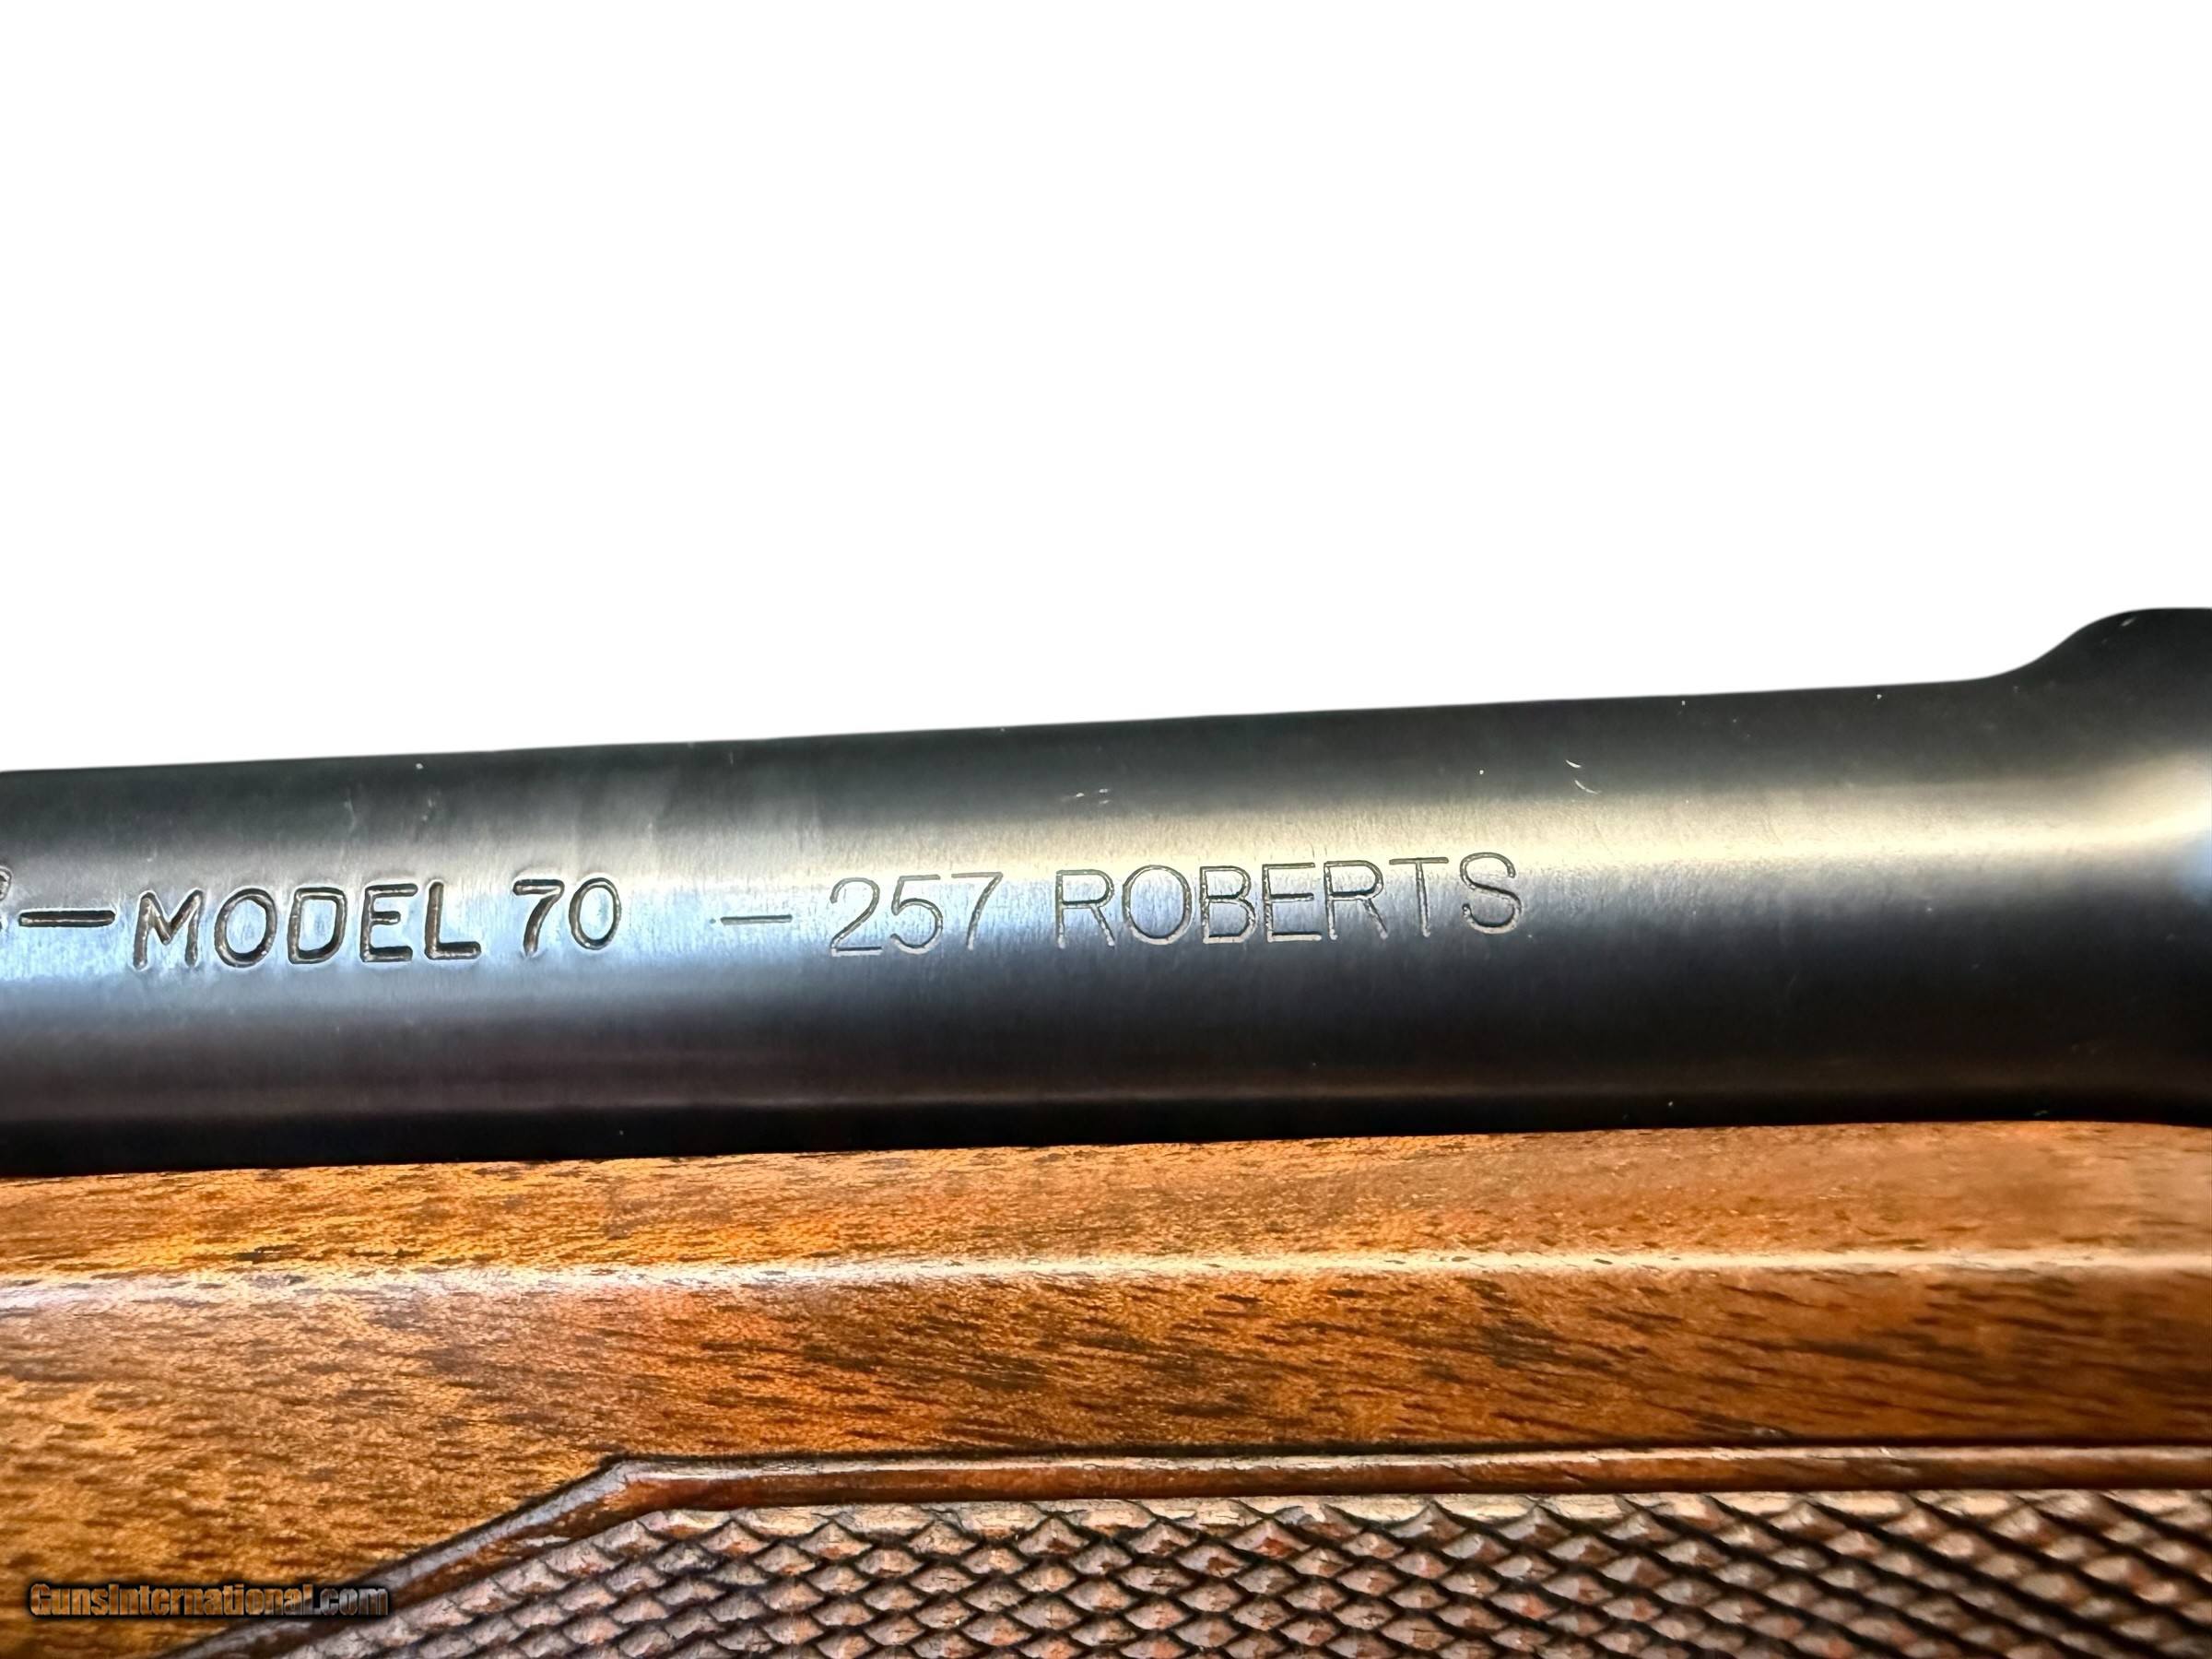 —MODEL 70 — 257 ROBERTS
GunsInternational.com